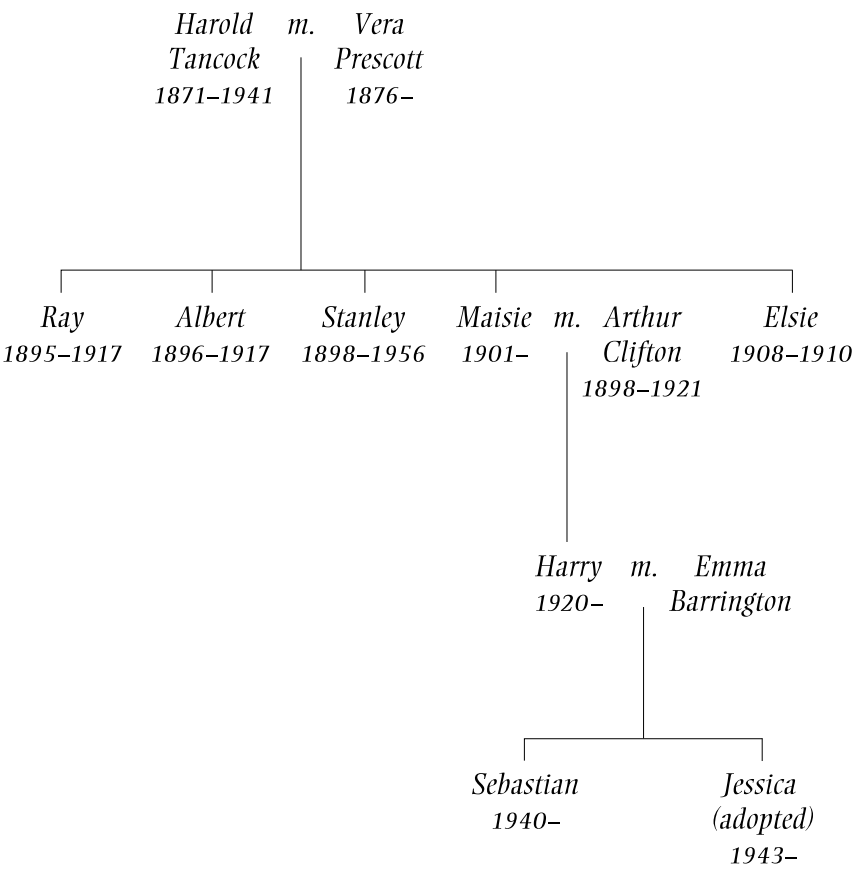 Harold m. Vera
Tancock Prescott
1871–1941 1876–
Ray Albert Stanley Maisie m. Arthur Elsie
1895–1917 1896–1917 1898–1956 1901– Clifton 1908–1910
1898–1921
Harry m. Emma
1920– Barrington
Sebastian Jessica
1940– (adopted)
1943–